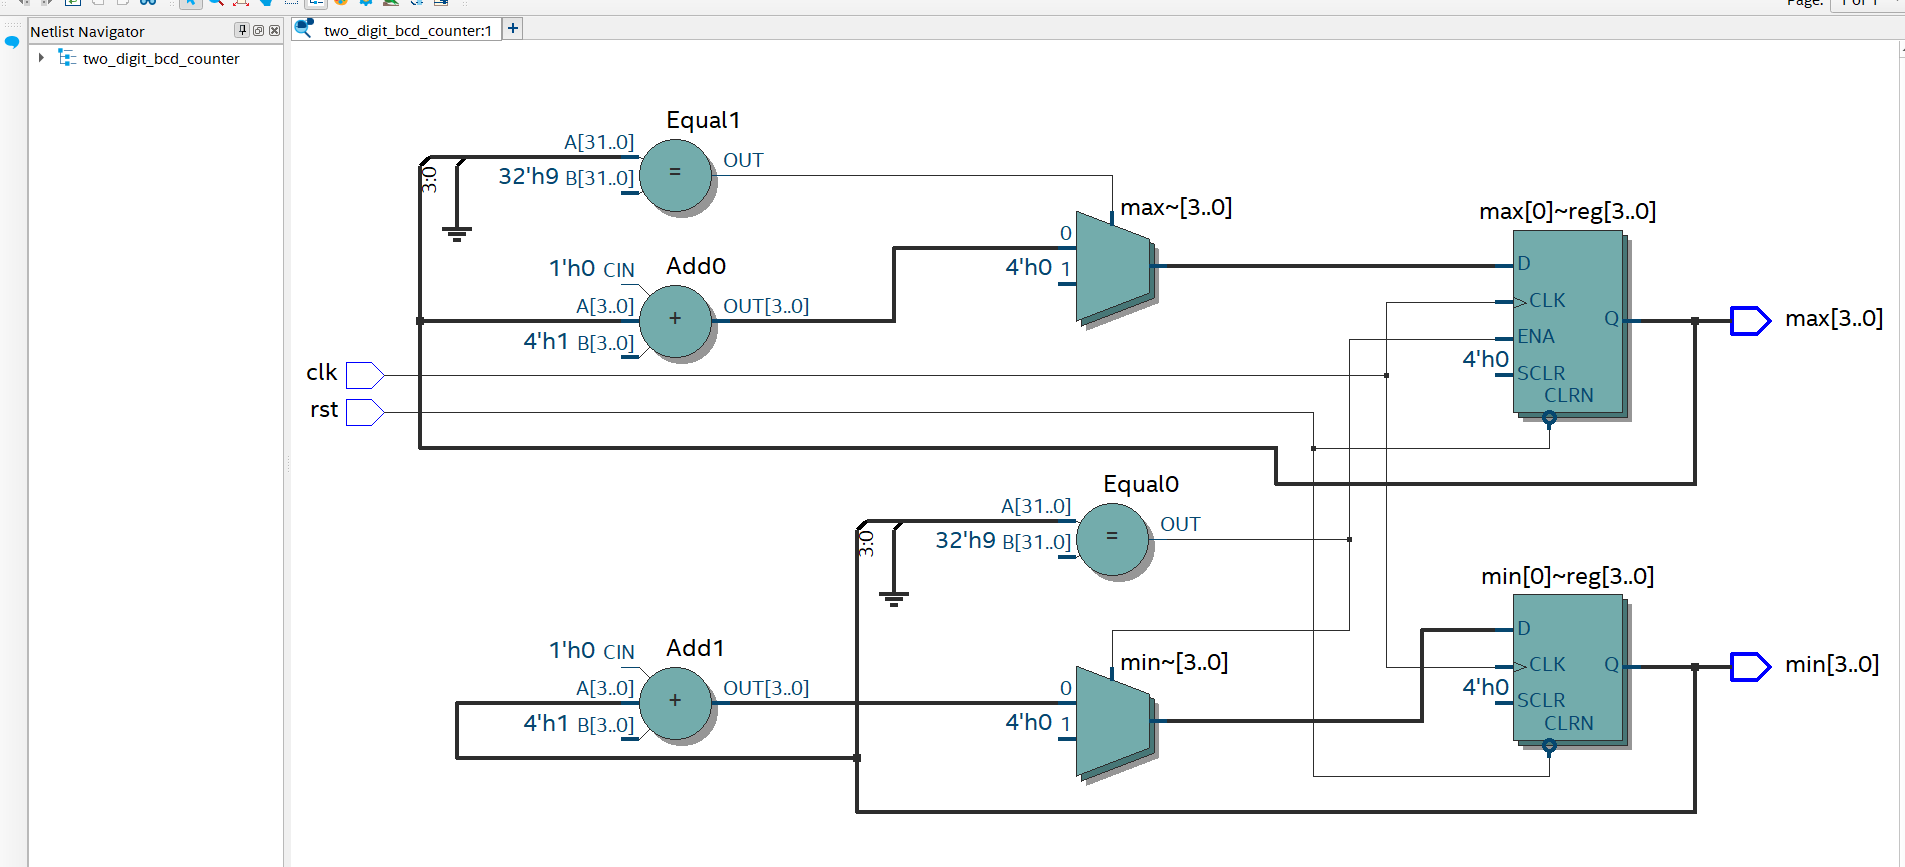 Page:
1 of 1
Netlist Navigator
two_digit_bcd_counter:1
two_digit_bcd_counter
Equal1
A[31..0]
OUT
32'h9 B[31..0]
=
3:0
max~[3..0]
max[0]~reg[3..0]
0
4'h0 1
1'h0 CIN
Add0
A[3..0]
OUT[3..0]
+
4'h1 B[3..0]
D
CLK
Q
ENA
4'h0
SCLR
CLRN
max[3..0]
clk
rst
Equal0
A[31..0]
OUT
32'h9 B[31..0]
=
3:0
min[0]~reg[3..0]
1'h0 CIN
Add1
A[3..0]
OUT[3..0]
+
4'h1 B[3..0]
min~[3..0]
0
4'h0 1
D
CLK
Q
4'h0
SCLR
CLRN
min[3..0]